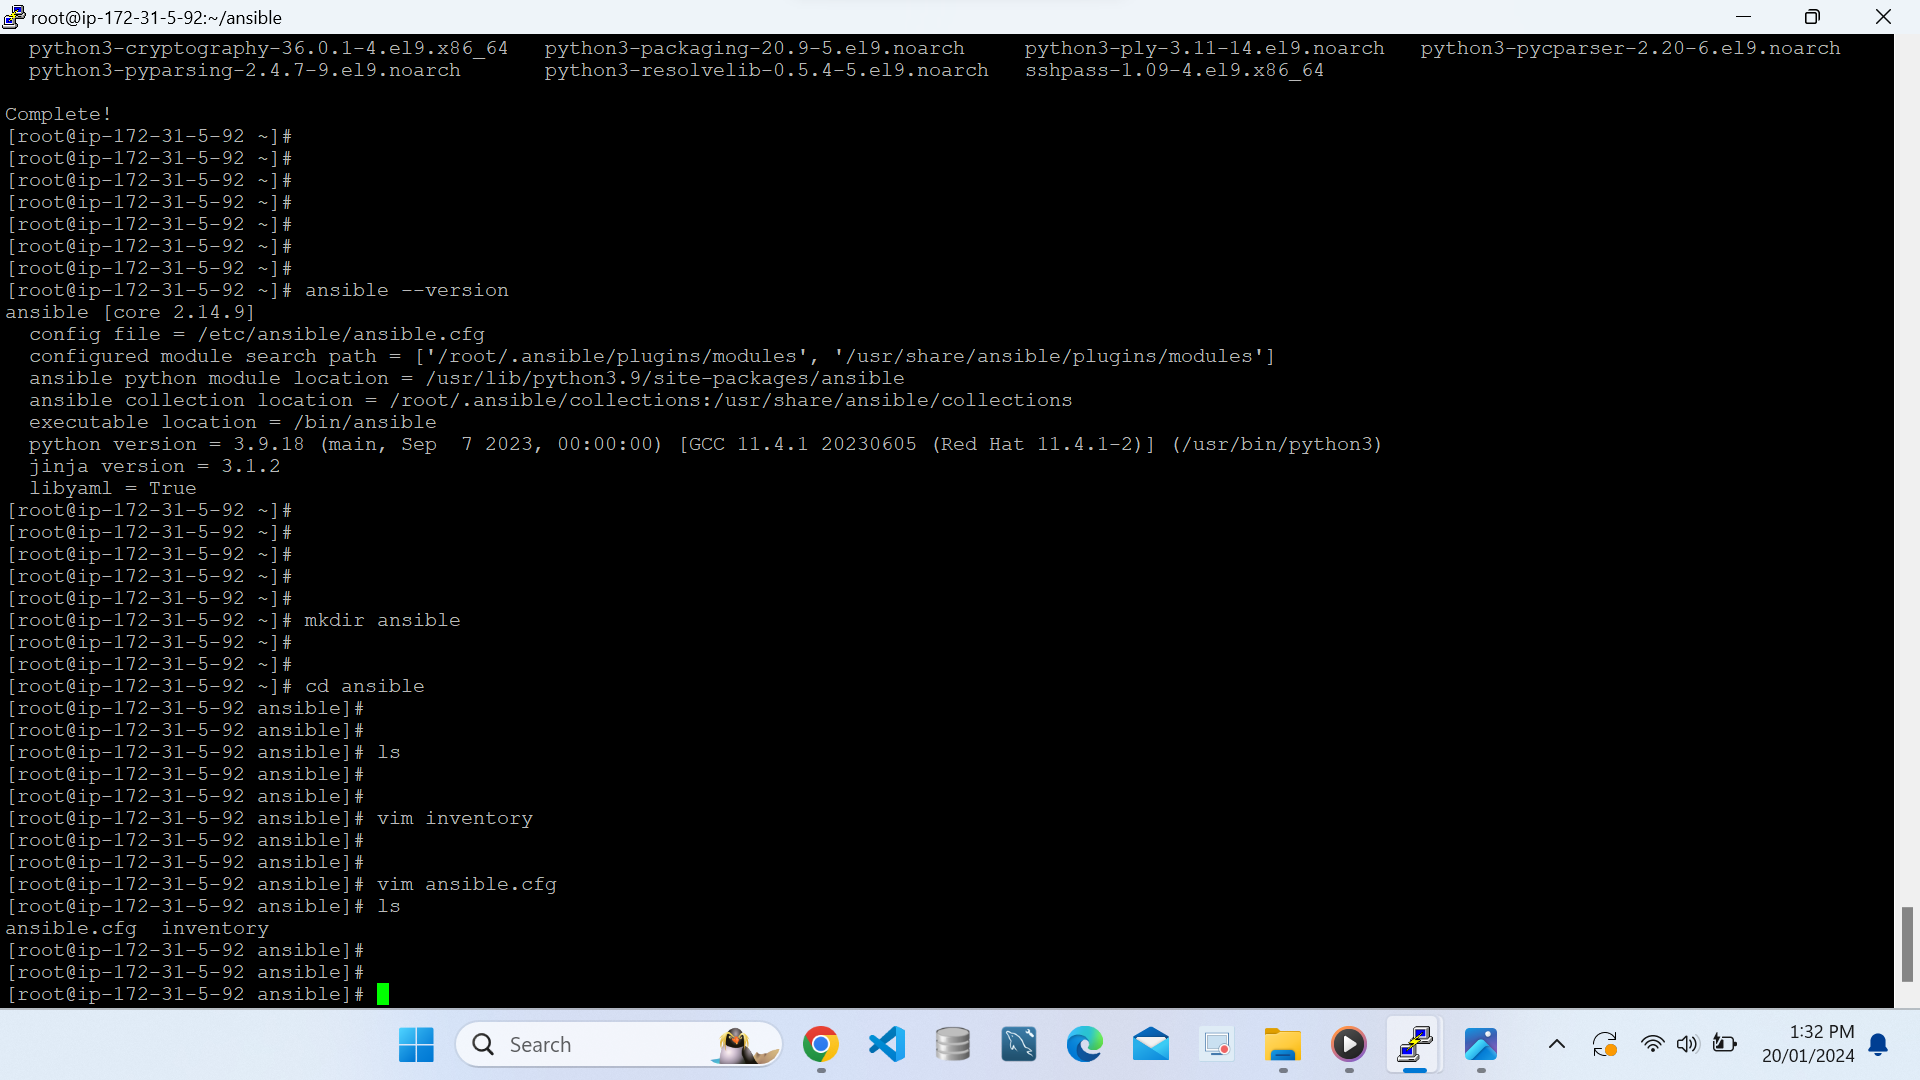 root@ip-172-31-5-92:~/ansible
python3-cryptography-36.0.1-4.el9.x86_64   python3-packaging-20.9-5.el9.noarch     python3-ply-3.11-14.el9.noarch   python3-pycparser-2.20-6.el9.noarch
python3-pyparsing-2.4.7-9.el9.noarch       python3-resolvelib-0.5.4-5.el9.noarch   sshpass-1.09-4.el9.x86_64
Complete!
[root@ip-172-31-5-92 ~]#
[root@ip-172-31-5-92 ~]#
[root@ip-172-31-5-92 ~]#
[root@ip-172-31-5-92 ~]#
[root@ip-172-31-5-92 ~]#
[root@ip-172-31-5-92 ~]#
[root@ip-172-31-5-92 ~]#
[root@ip-172-31-5-92 ~]# ansible --version
ansible [core 2.14.9]
  config file = /etc/ansible/ansible.cfg
  configured module search path = ['/root/.ansible/plugins/modules', '/usr/share/ansible/plugins/modules']
  ansible python module location = /usr/lib/python3.9/site-packages/ansible
  ansible collection location = /root/.ansible/collections:/usr/share/ansible/collections
  executable location = /bin/ansible
  python version = 3.9.18 (main, Sep  7 2023, 00:00:00) [GCC 11.4.1 20230605 (Red Hat 11.4.1-2)] (/usr/bin/python3)
  jinja version = 3.1.2
  libyaml = True
[root@ip-172-31-5-92 ~]#
[root@ip-172-31-5-92 ~]#
[root@ip-172-31-5-92 ~]#
[root@ip-172-31-5-92 ~]#
[root@ip-172-31-5-92 ~]#
[root@ip-172-31-5-92 ~]# mkdir ansible
[root@ip-172-31-5-92 ~]#
[root@ip-172-31-5-92 ~]#
[root@ip-172-31-5-92 ~]# cd ansible
[root@ip-172-31-5-92 ansible]#
[root@ip-172-31-5-92 ansible]#
[root@ip-172-31-5-92 ansible]# ls
[root@ip-172-31-5-92 ansible]#
[root@ip-172-31-5-92 ansible]#
[root@ip-172-31-5-92 ansible]# vim inventory
[root@ip-172-31-5-92 ansible]#
[root@ip-172-31-5-92 ansible]#
[root@ip-172-31-5-92 ansible]# vim ansible.cfg
[root@ip-172-31-5-92 ansible]# ls
ansible.cfg  inventory
[root@ip-172-31-5-92 ansible]#
[root@ip-172-31-5-92 ansible]#
[root@ip-172-31-5-92 ansible]#
Search
1:32 PM
20/01/2024